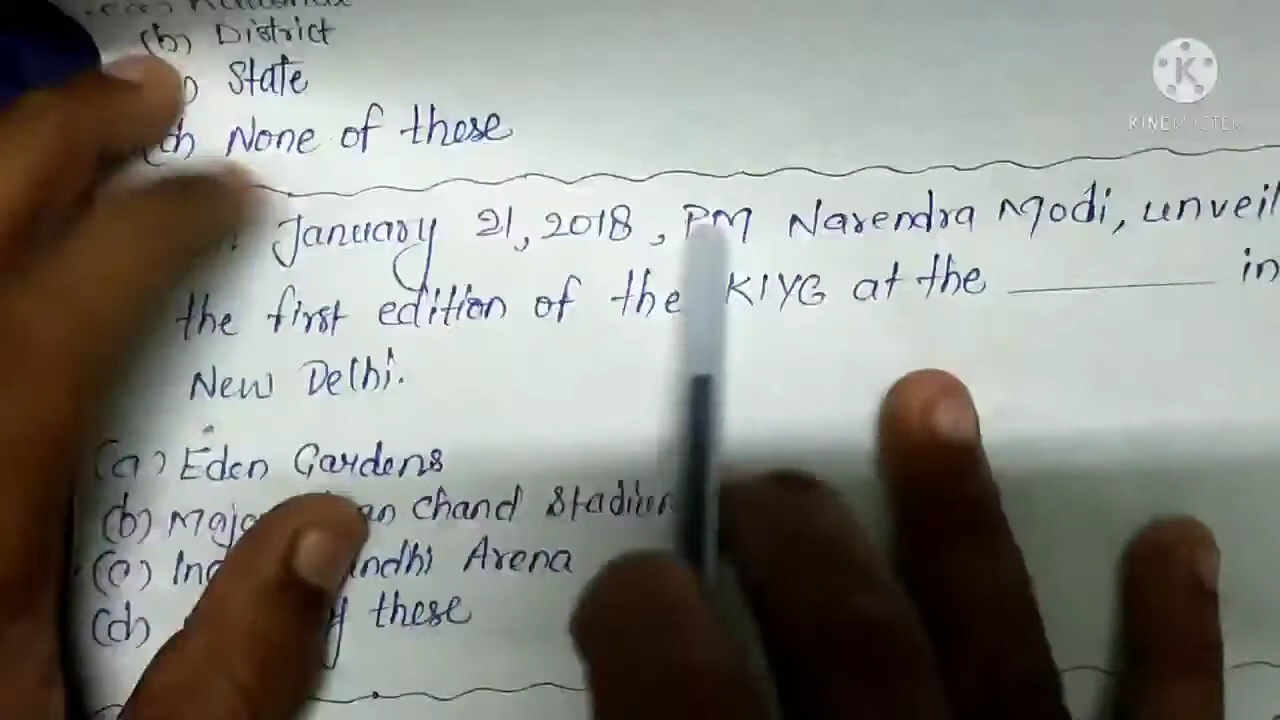 (b) District
State
None of these
January 21, 2018, PM Narendra Modi, unveil
the first edition of the KIYG at the ________ in
New Delhi.
(a) Eden Gardens
(b) chand stadium
(c) Arena
(d) these
KINEMASTER